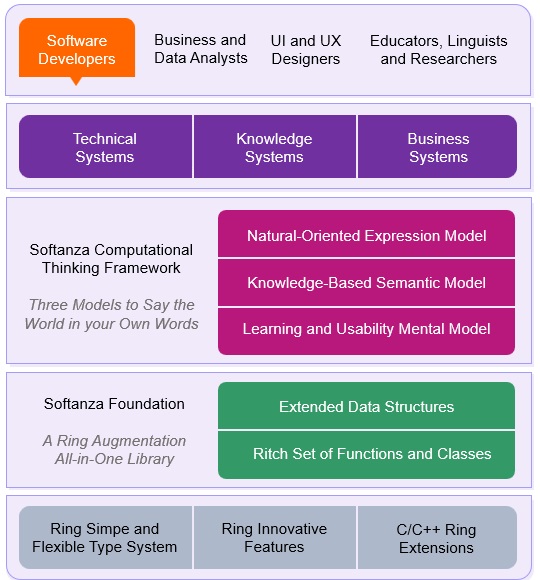 Software
Developers
Business and
Data Analysts
UI and UX
Designers
Educators, Linguists
and Researchers
Technical
Systems
Knowledge
Systems
Business
Systems
Softanza Computational
Thinking Framework
Three Models to Say the
World in your Own Words
Natural-Oriented Expression Model
Knowledge-Based Semantic Model
Learning and Usability Mental Model
Softanza Foundation
A Ring Augmentation
All-in-One Library
Extended Data Structures
Ritch Set of Functions and Classes
Ring Simpe and
Flexible Type System
Ring Innovative
Features
C/C++ Ring
Extensions